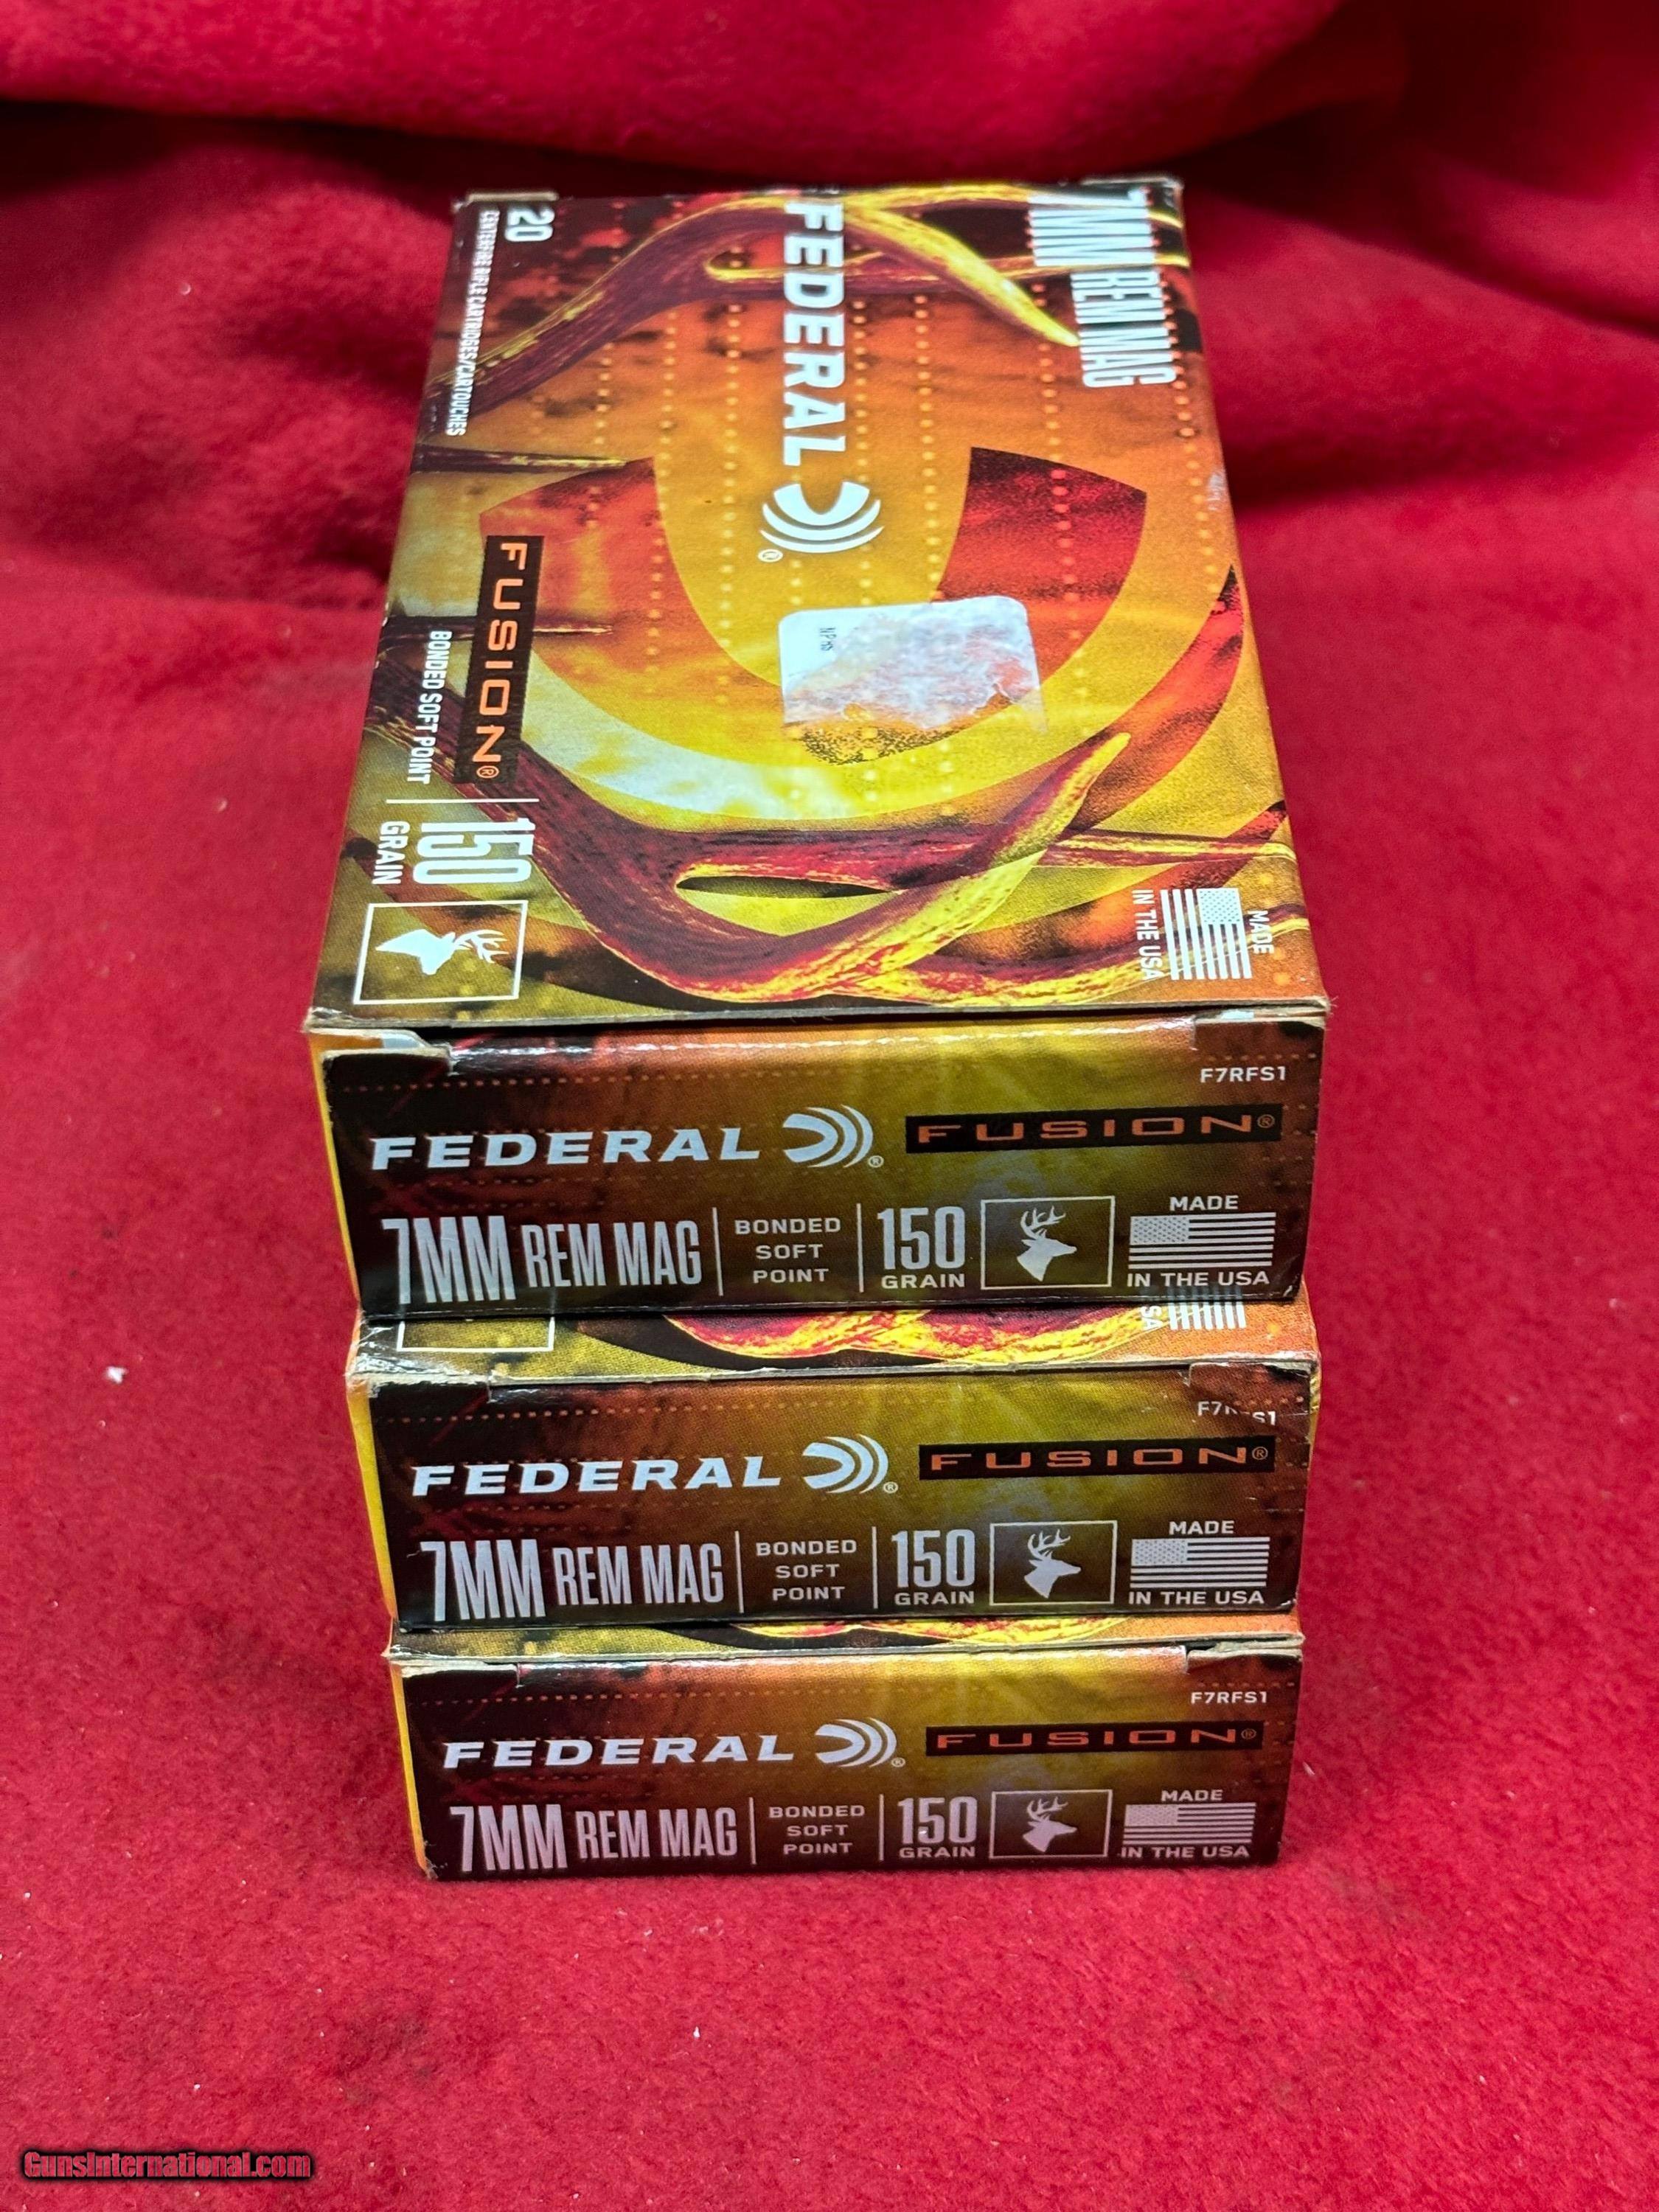 20
CENTERFIRE RIFLE CARTRIDGES/CARTOUCHES
FEDERAL ®
7MM REM MAG
FUSION®
BONDED SOFT POINT
150
GRAIN
MADE
IN THE USA
NPMS
F7RFS1
FEDERAL ® FUSION®
7MM REM MAG
BONDED
SOFT
POINT
150
GRAIN
MADE
IN THE USA
SA
FEDERAL ® FUSION®
7MM REM MAG
BONDED
SOFT
POINT
150
GRAIN
MADE
IN THE USA
F7RFS1
FEDERAL ® FUSION®
7MM REM MAG
BONDED
SOFT
POINT
150
GRAIN
MADE
IN THE USA
GunsInternational.com